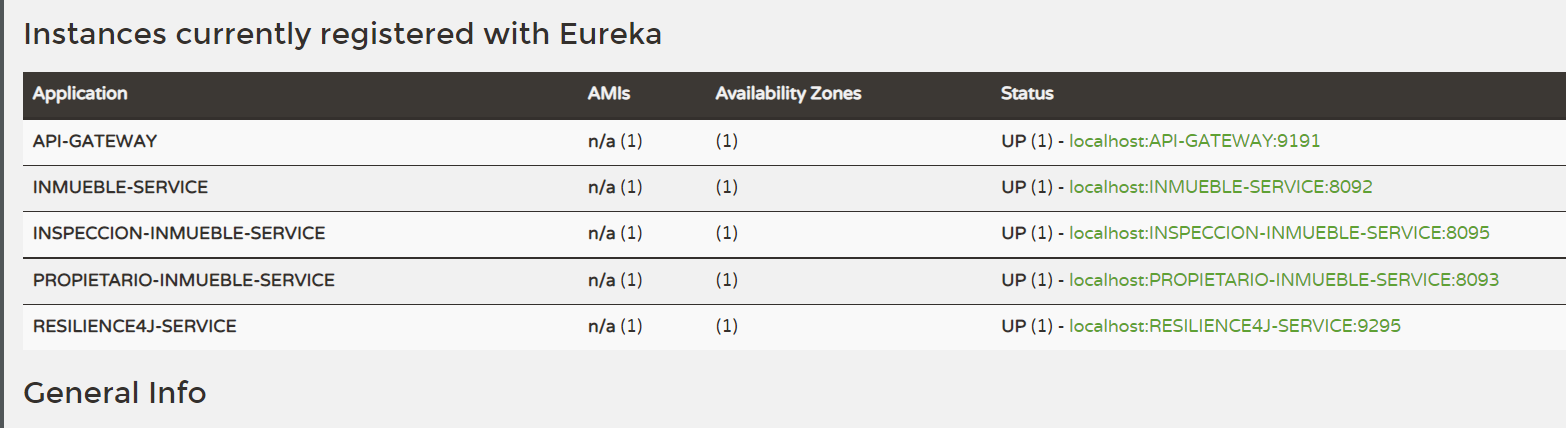 Instances currently registered with Eureka
Application AMIs Availability Zones Status
API-GATEWAY n/a (1) (1) UP (1) - localhost:API-GATEWAY:9191
INMUEBLE-SERVICE n/a (1) (1) UP (1) - localhost:INMUEBLE-SERVICE:8092
INSPECCION-INMUEBLE-SERVICE n/a (1) (1) UP (1) - localhost:INSPECCION-INMUEBLE-SERVICE:8095
PROPIETARIO-INMUEBLE-SERVICE n/a (1) (1) UP (1) - localhost:PROPIETARIO-INMUEBLE-SERVICE:8093
RESILIENCE4J-SERVICE n/a (1) (1) UP (1) - localhost:RESILIENCE4J-SERVICE:9295
General Info